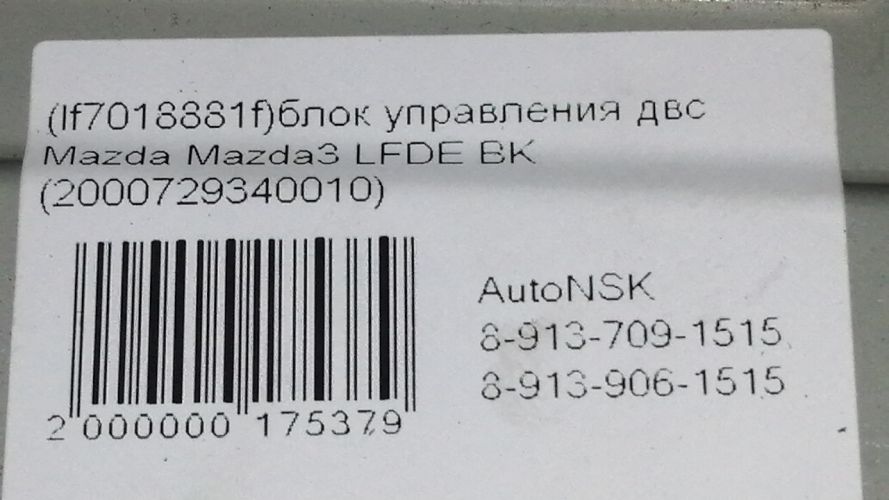 (lf7018881f)блок управления двс
Mazda Mazda3 LFDE BK
(2000729340010)
AutoNSK
8-913-709-1515
8-913-906-1515
2 000000 175379